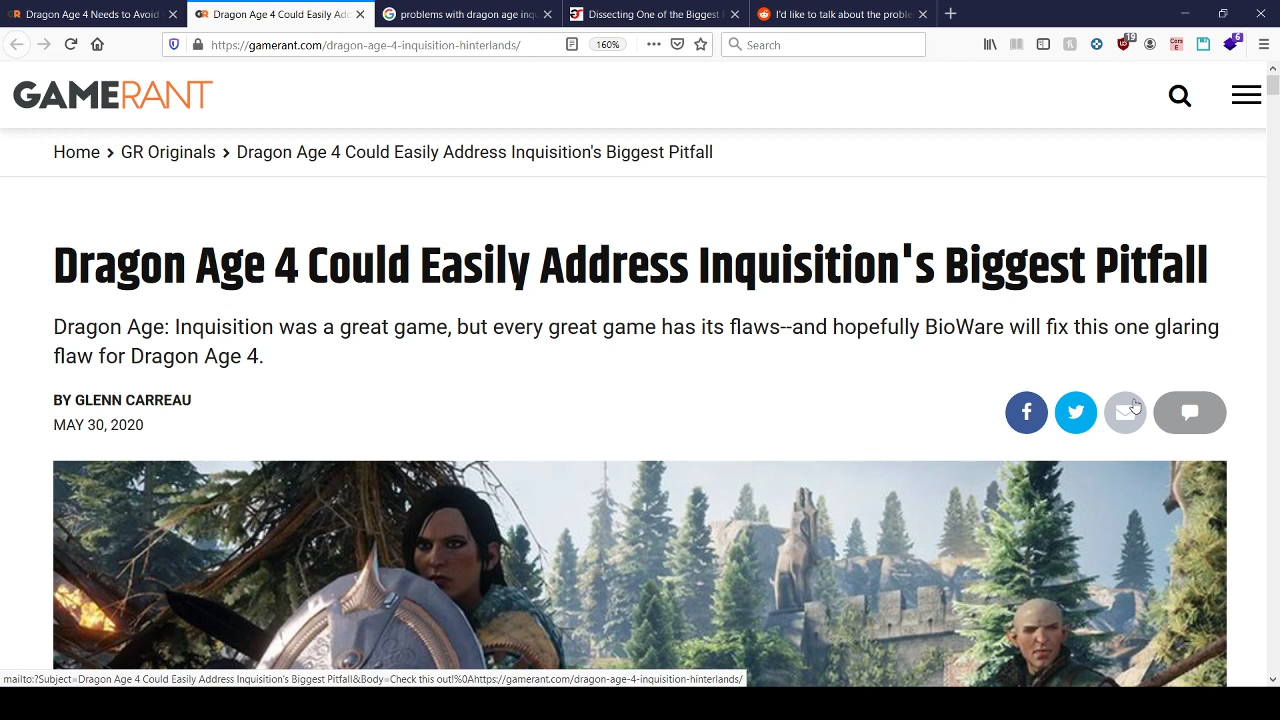 Dragon Age 4 Needs to Avoid
Dragon Age 4 Could Easily Add
problems with dragon age inq
Dissecting One of the Biggest
I'd like to talk about the proble
https://gamerant.com/dragon-age-4-inquisition-hinterlands/
160%
Search
19
6
GAMERANT
Home > GR Originals > Dragon Age 4 Could Easily Address Inquisition's Biggest Pitfall
Dragon Age 4 Could Easily Address Inquisition's Biggest Pitfall
Dragon Age: Inquisition was a great game, but every great game has its flaws--and hopefully BioWare will fix this one glaring
flaw for Dragon Age 4.
BY GLENN CARREAU
MAY 30, 2020
mailto:?Subject=Dragon Age 4 Could Easily Address Inquisition's Biggest Pitfall&Body=Check this out!%0Ahttps://gamerant.com/dragon-age-4-inquisition-hinterlands/